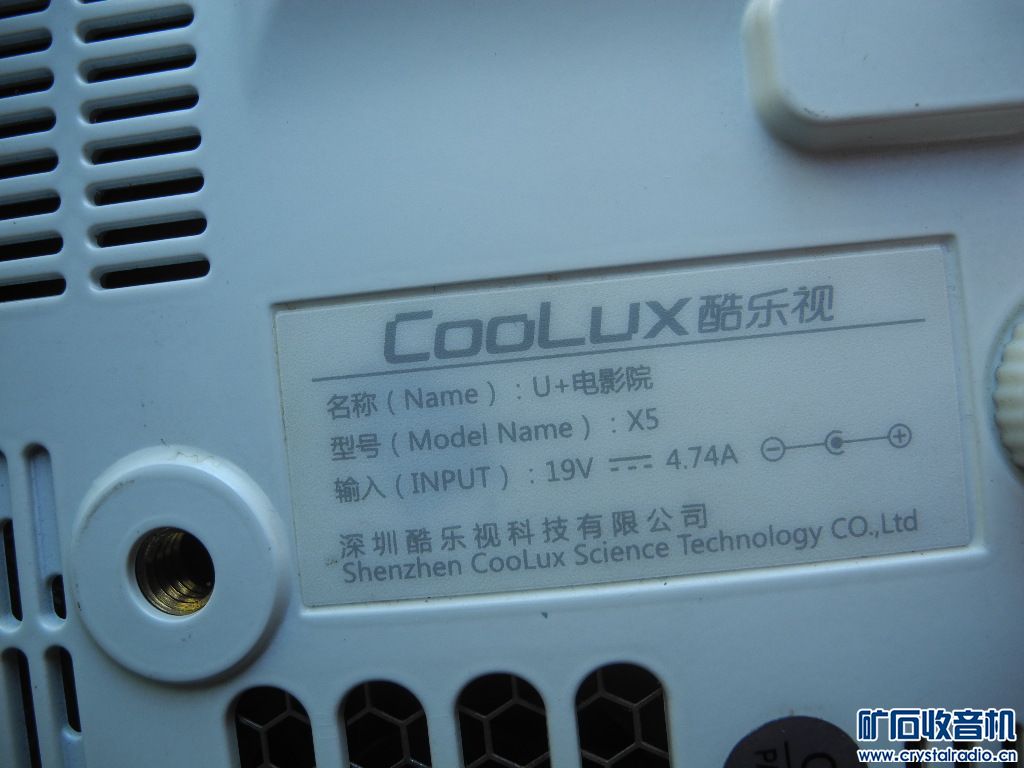 COOLUX酷乐视
名称（Name）：U+电影院
型号（Model Name）：X5
输入（INPUT）：19V ⎓ 4.74A
深圳酷乐视科技有限公司
Shenzhen CooLux Science Technology CO.,Ltd
矿石收音机
www.crystalradio.cn